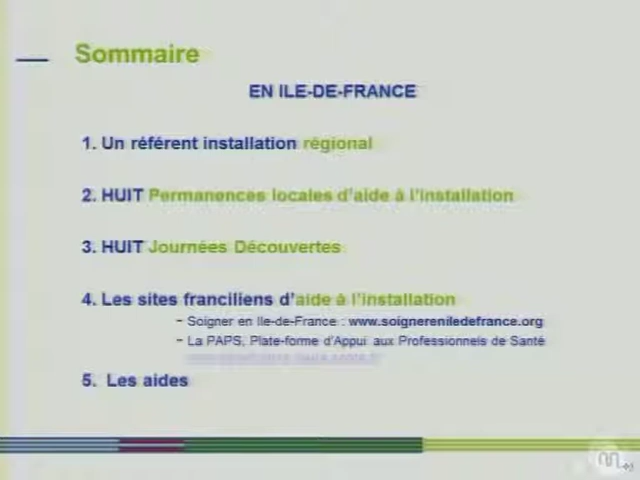 Sommaire
EN ILE-DE-FRANCE
1. Un référent installation régional
2. HUIT Permanences locales d'aide à l'installation
3. HUIT Journées Découvertes
4. Les sites franciliens d'aide à l'installation
- Soigner en Ile-de-France : www.soignereniledefrance.org
- La PAPS, Plate-forme d'Appui aux Professionnels de Santé
5. Les aides